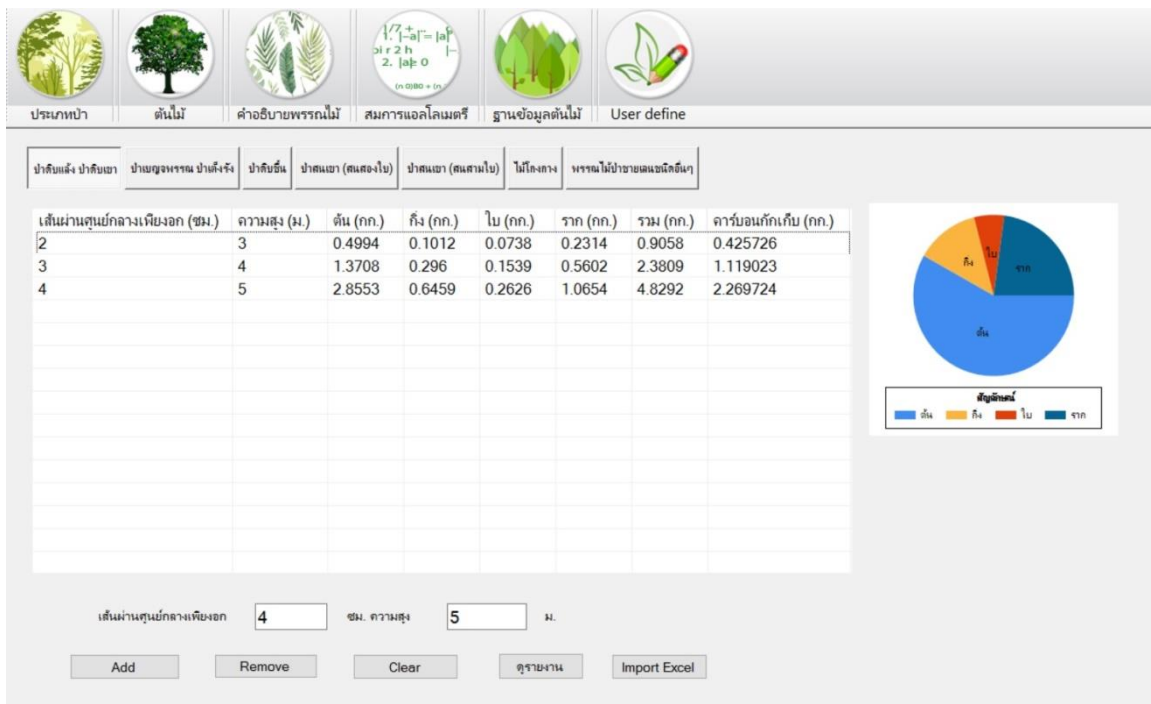 1/7 +
1. |-a| = |a|
pi r 2 h
2. |a|≥ 0
(n 0)80 + (n
ประเภทป่า ต้นไม้ คำอธิบายพรรณไม้ สมการแอลโลเมตรี ฐานข้อมูลต้นไม้ User define
ป่าดิบแล้ง ป่าดิบเขา ป่าเบญจพรรณ ป่าเต็งรัง ป่าดิบชื้น ป่าสนเขา (สนสองใบ) ป่าสนเขา (สนสามใบ) ไม้โกงกาง พรรณไม้ป่าชายเลนชนิดอื่นๆ
เส้นผ่านศูนย์กลางเพียงอก (ซม.) ความสูง (ม.) ต้น (กก.) กิ่ง (กก.) ใบ (กก.) ราก (กก.) รวม (กก.) คาร์บอนกักเก็บ (กก.)
2 3 0.4994 0.1012 0.0738 0.2314 0.9058 0.425726
3 4 1.3708 0.296 0.1539 0.5602 2.3809 1.119023
4 5 2.8553 0.6459 0.2626 1.0654 4.8292 2.269724
กิ่ง ใบ ราก
ต้น
สัญลักษณ์
ต้น กิ่ง ใบ ราก
เส้นผ่านศูนย์กลางเพียงอก 4 ซม. ความสูง 5 ม.
Add Remove Clear ดูรายงาน Import Excel